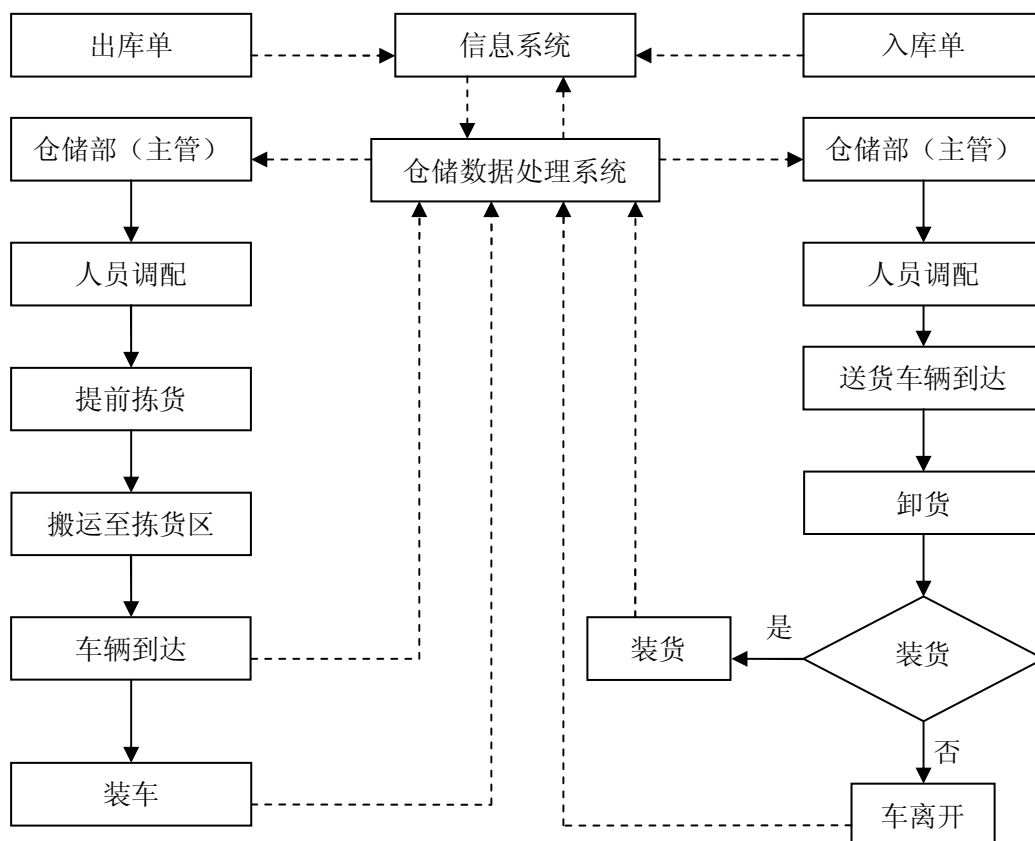 出库单
信息系统
入库单
仓储部（主管）
仓储数据处理系统
仓储部（主管）
人员调配
人员调配
提前拣货
送货车辆到达
搬运至拣货区
卸货
车辆到达
装货
是
装货
否
装车
车离开